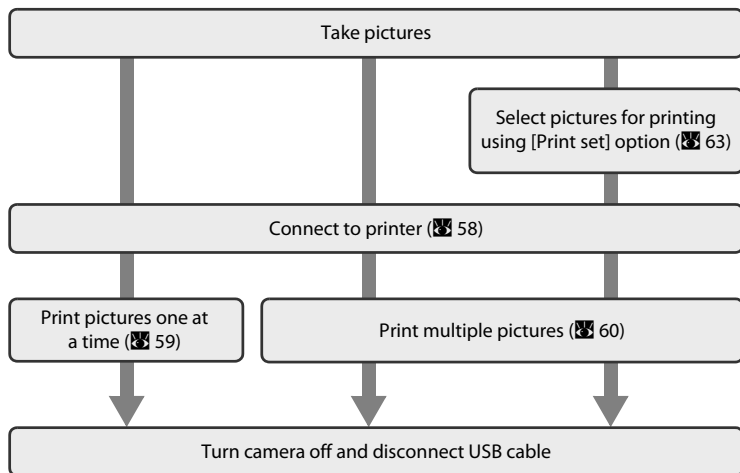 Take pictures
Select pictures for printing
using [Print set] option ( 63)
Connect to printer ( 58)
Print pictures one at
a time ( 59)
Print multiple pictures ( 60)
Turn camera off and disconnect USB cable